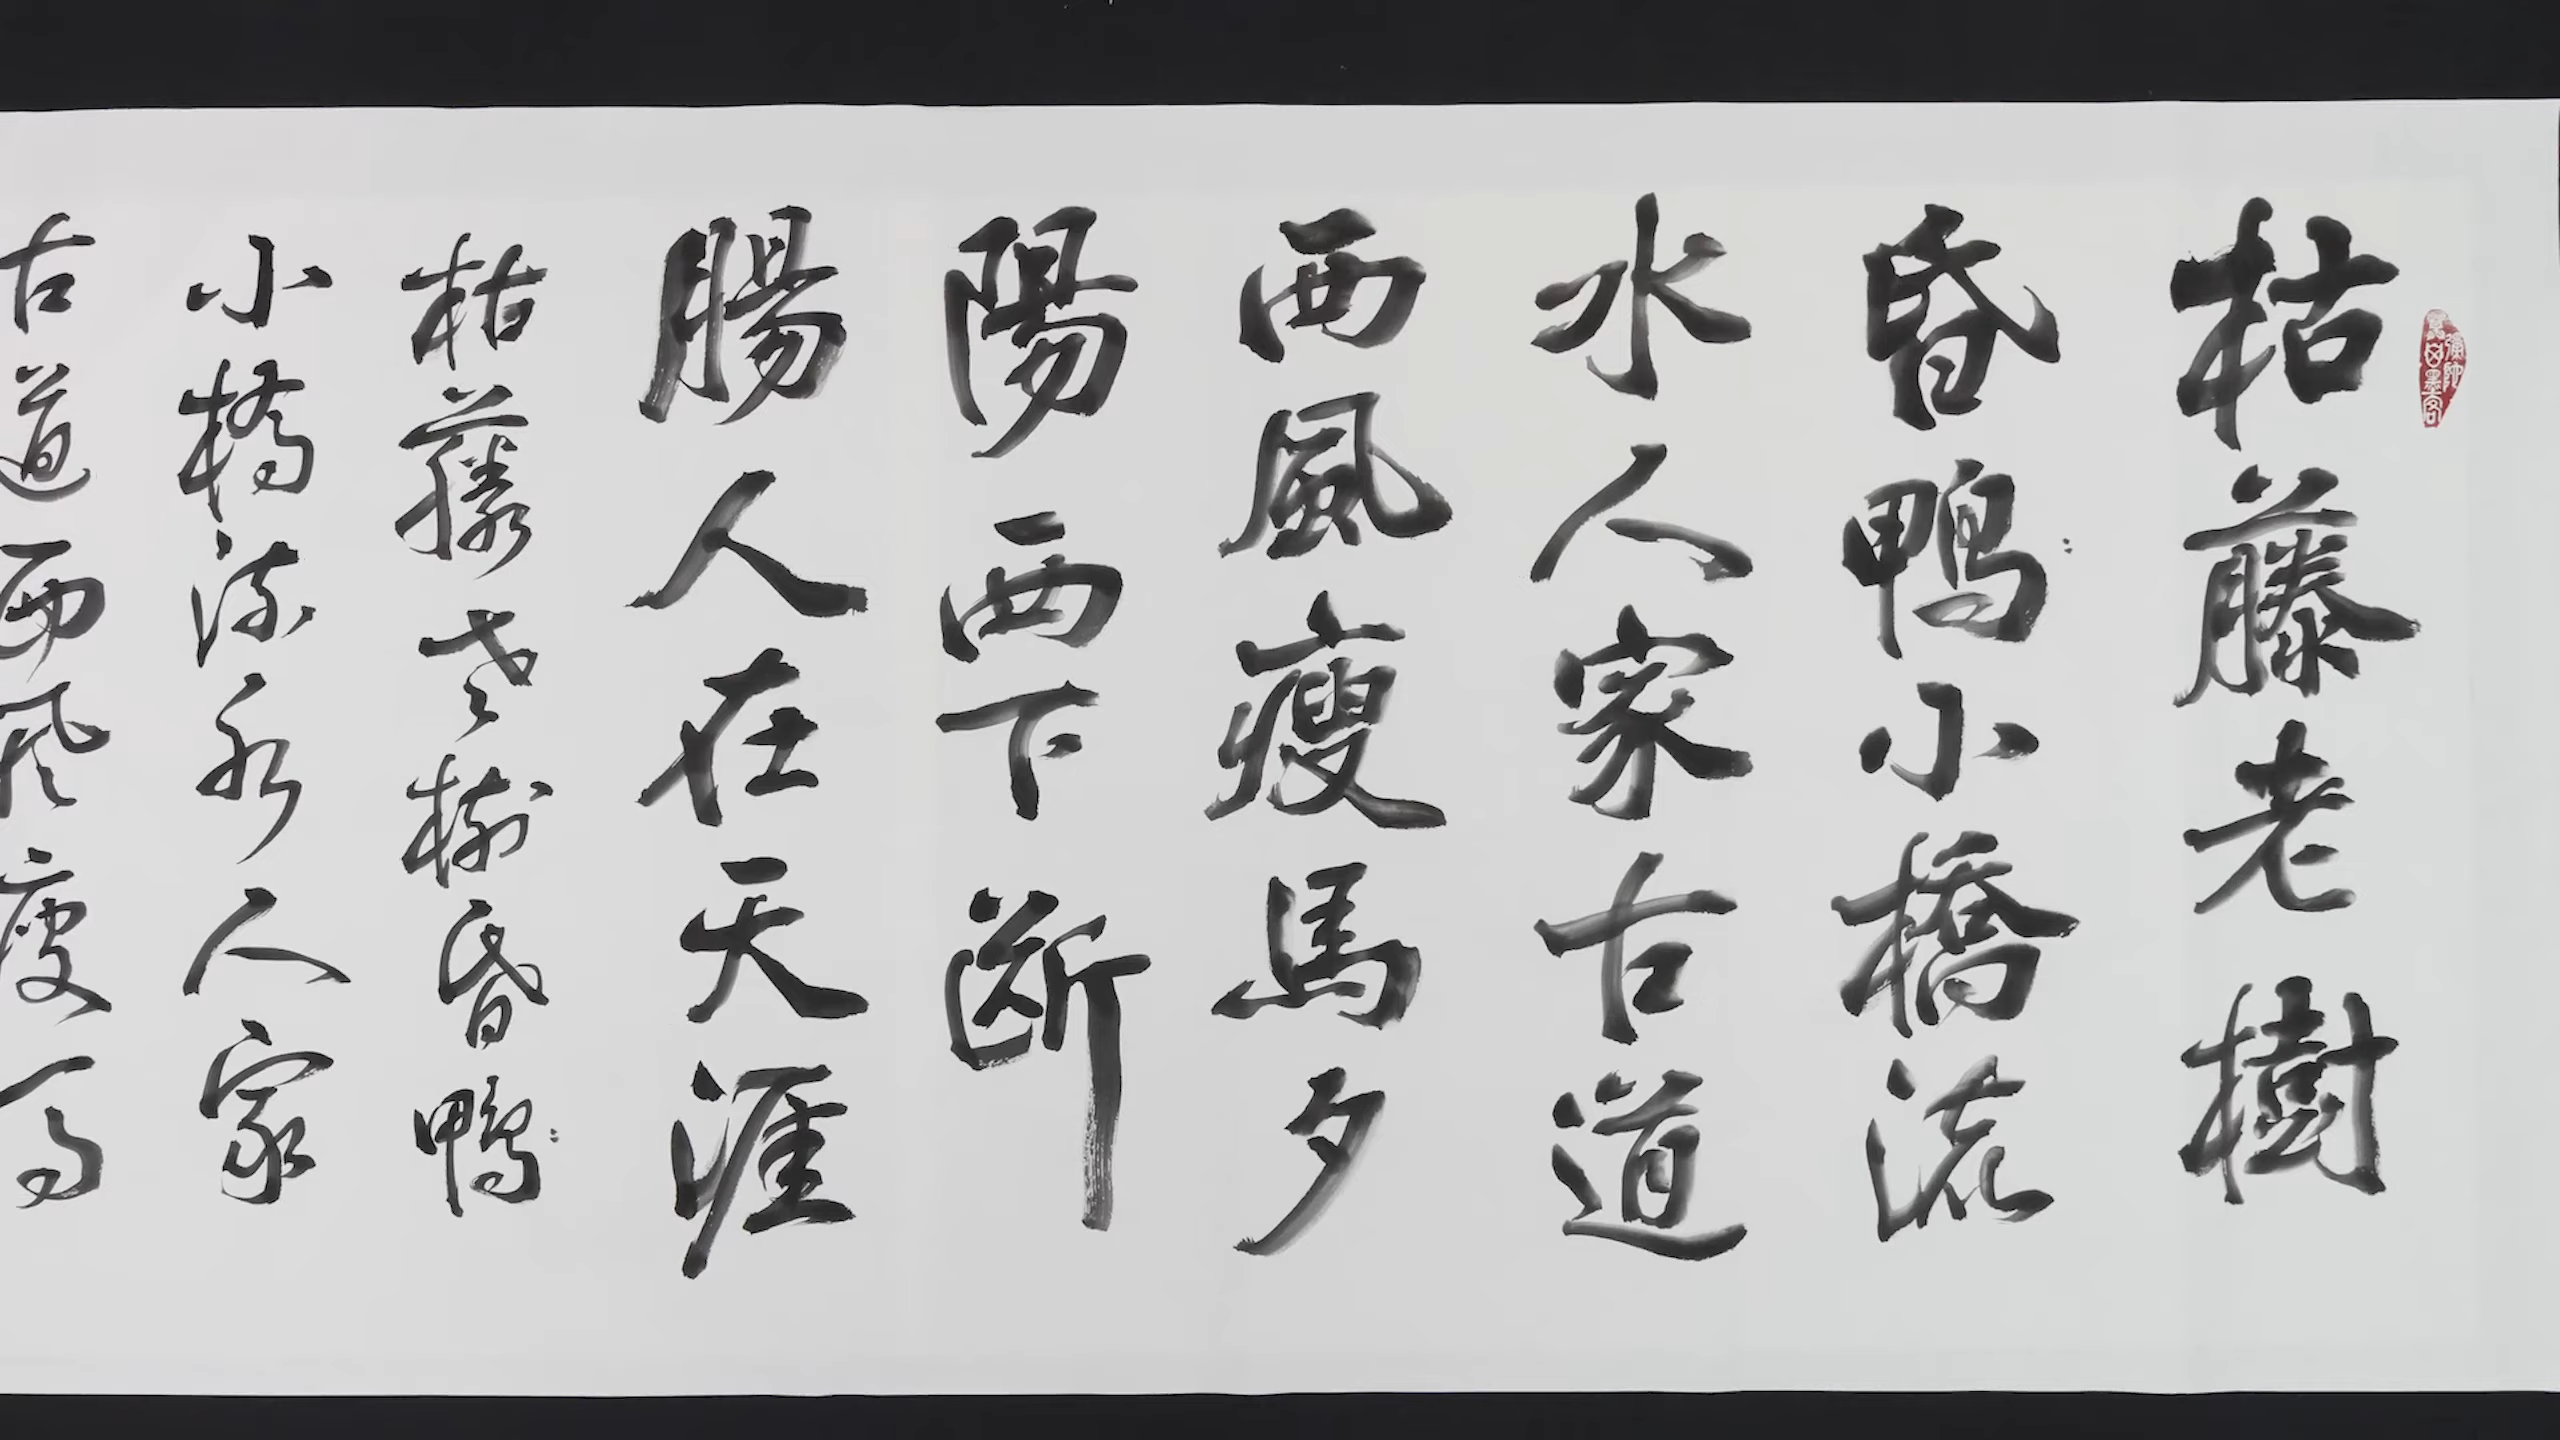 枯藤老樹
昏鴨小橋流
水人家古道
西風瘦馬夕
陽西下斷
腸人在天涯
枯藤老樹昏鴨
小橋流水人家
古道西風瘦馬